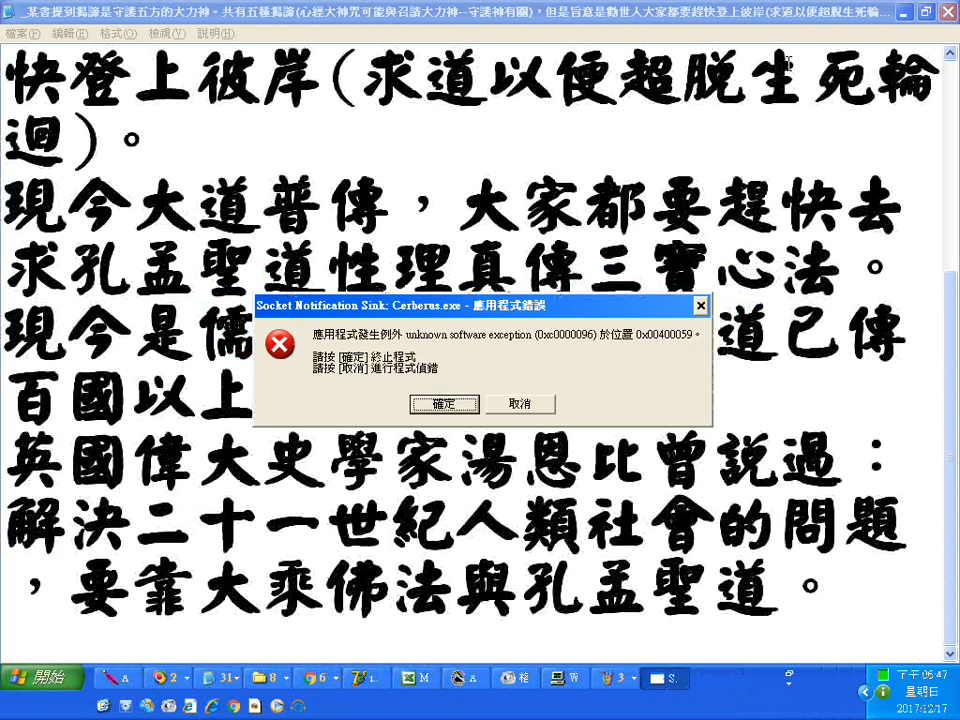 _某書提到揭諦是守護五方的大力神。共有五種揭諦(心經大神咒可能與召請大力神--守護神有關)，但是旨意是勸世人大家都要趕快登上彼岸(求道以便超脫生死輪...
檔案(F) 編輯(E) 格式(O) 檢視(V) 說明(H)
快登上彼岸(求道以便超脫生死輪
迴)。
現今大道普傳，大家都要趕快去
求孔孟聖道性理真傳三寶心法。
現今是儒 道已傳
百國以上
英國偉大史學家湯恩比曾說過：
解決二十一世紀人類社會的問題
，要靠大乘佛法與孔孟聖道。
Socket Notification Sink: Cerberus.exe - 應用程式錯誤
應用程式發生例外 unknown software exception (0xc0000096) 於位置 0x00400059。
請按 [確定] 終止程式
請按 [取消] 進行程式偵錯
確定 取消
開始 A 2 31 8 6 1. M A 格 W 3 S. 下午 06:47
星期日
2017/12/17